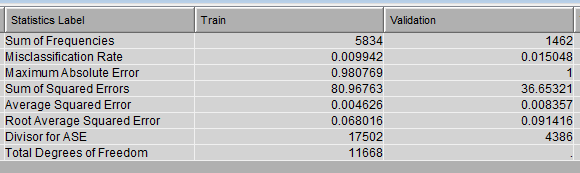 Statistics Label Train Validation
Sum of Frequencies 5834 1462
Misclassification Rate 0.009942 0.015048
Maximum Absolute Error 0.980769 1
Sum of Squared Errors 80.96763 36.65321
Average Squared Error 0.004626 0.008357
Root Average Squared Error 0.068016 0.091416
Divisor for ASE 17502 4386
Total Degrees of Freedom 11668 .